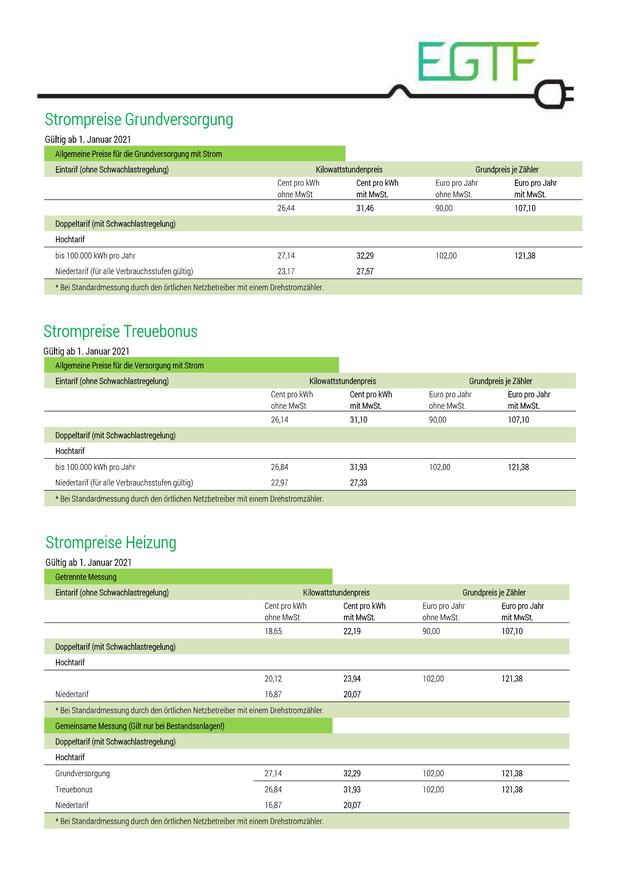 EGTF
Strompreise Grundversorgung
Gültig ab 1. Januar 2021
Allgemeine Preise für die Grundversorgung mit Strom
Eintarif (ohne Schwachlastregelung) Kilowattstundenpreis Grundpreis je Zähler
Cent pro kWh Cent pro kWh Euro pro Jahr Euro pro Jahr
ohne MwSt mit MwSt. ohne MwSt. mit MwSt.
26,44 31,46 90,00 107,10
Doppeltarif (mit Schwachlastregelung)
Hochtarif
bis 100.000 kWh pro Jahr 27,14 32,29 102,00 121,38
Niedertarif (für alle Verbrauchsstufen gültig) 23,17 27,57
* Bei Standardmessung durch den örtlichen Netzbetreiber mit einem Drehstromzähler.
Strompreise Treuebonus
Gültig ab 1. Januar 2021
Allgemeine Preise für die Versorgung mit Strom
Eintarif (ohne Schwachlastregelung) Kilowattstundenpreis Grundpreis je Zähler
Cent pro kWh Cent pro kWh Euro pro Jahr Euro pro Jahr
ohne MwSt mit MwSt. ohne MwSt. mit MwSt.
26,14 31,10 90,00 107,10
Doppeltarif (mit Schwachlastregelung)
Hochtarif
bis 100.000 kWh pro Jahr 26,84 31,93 102,00 121,38
Niedertarif (für alle Verbrauchsstufen gültig) 22,97 27,33
* Bei Standardmessung durch den örtlichen Netzbetreiber mit einem Drehstromzähler.
Strompreise Heizung
Gültig ab 1. Januar 2021
Getrennte Messung
Eintarif (ohne Schwachlastregelung) Kilowattstundenpreis Grundpreis je Zähler
Cent pro kWh Cent pro kWh Euro pro Jahr Euro pro Jahr
ohne MwSt mit MwSt. ohne MwSt. mit MwSt.
18,65 22,19 90,00 107,10
Doppeltarif (mit Schwachlastregelung)
Hochtarif
20,12 23,94 102,00 121,38
Niedertarif 16,87 20,07
* Bei Standardmessung durch den örtlichen Netzbetreiber mit einem Drehstromzähler.
Gemeinsame Messung (Gilt nur bei Bestandsanlagen!)
Doppeltarif (mit Schwachlastregelung)
Hochtarif
Grundversorgung 27,14 32,29 102,00 121,38
Treuebonus 26,84 31,93 102,00 121,38
Niedertarif 16,87 20,07
* Bei Standardmessung durch den örtlichen Netzbetreiber mit einem Drehstromzähler.